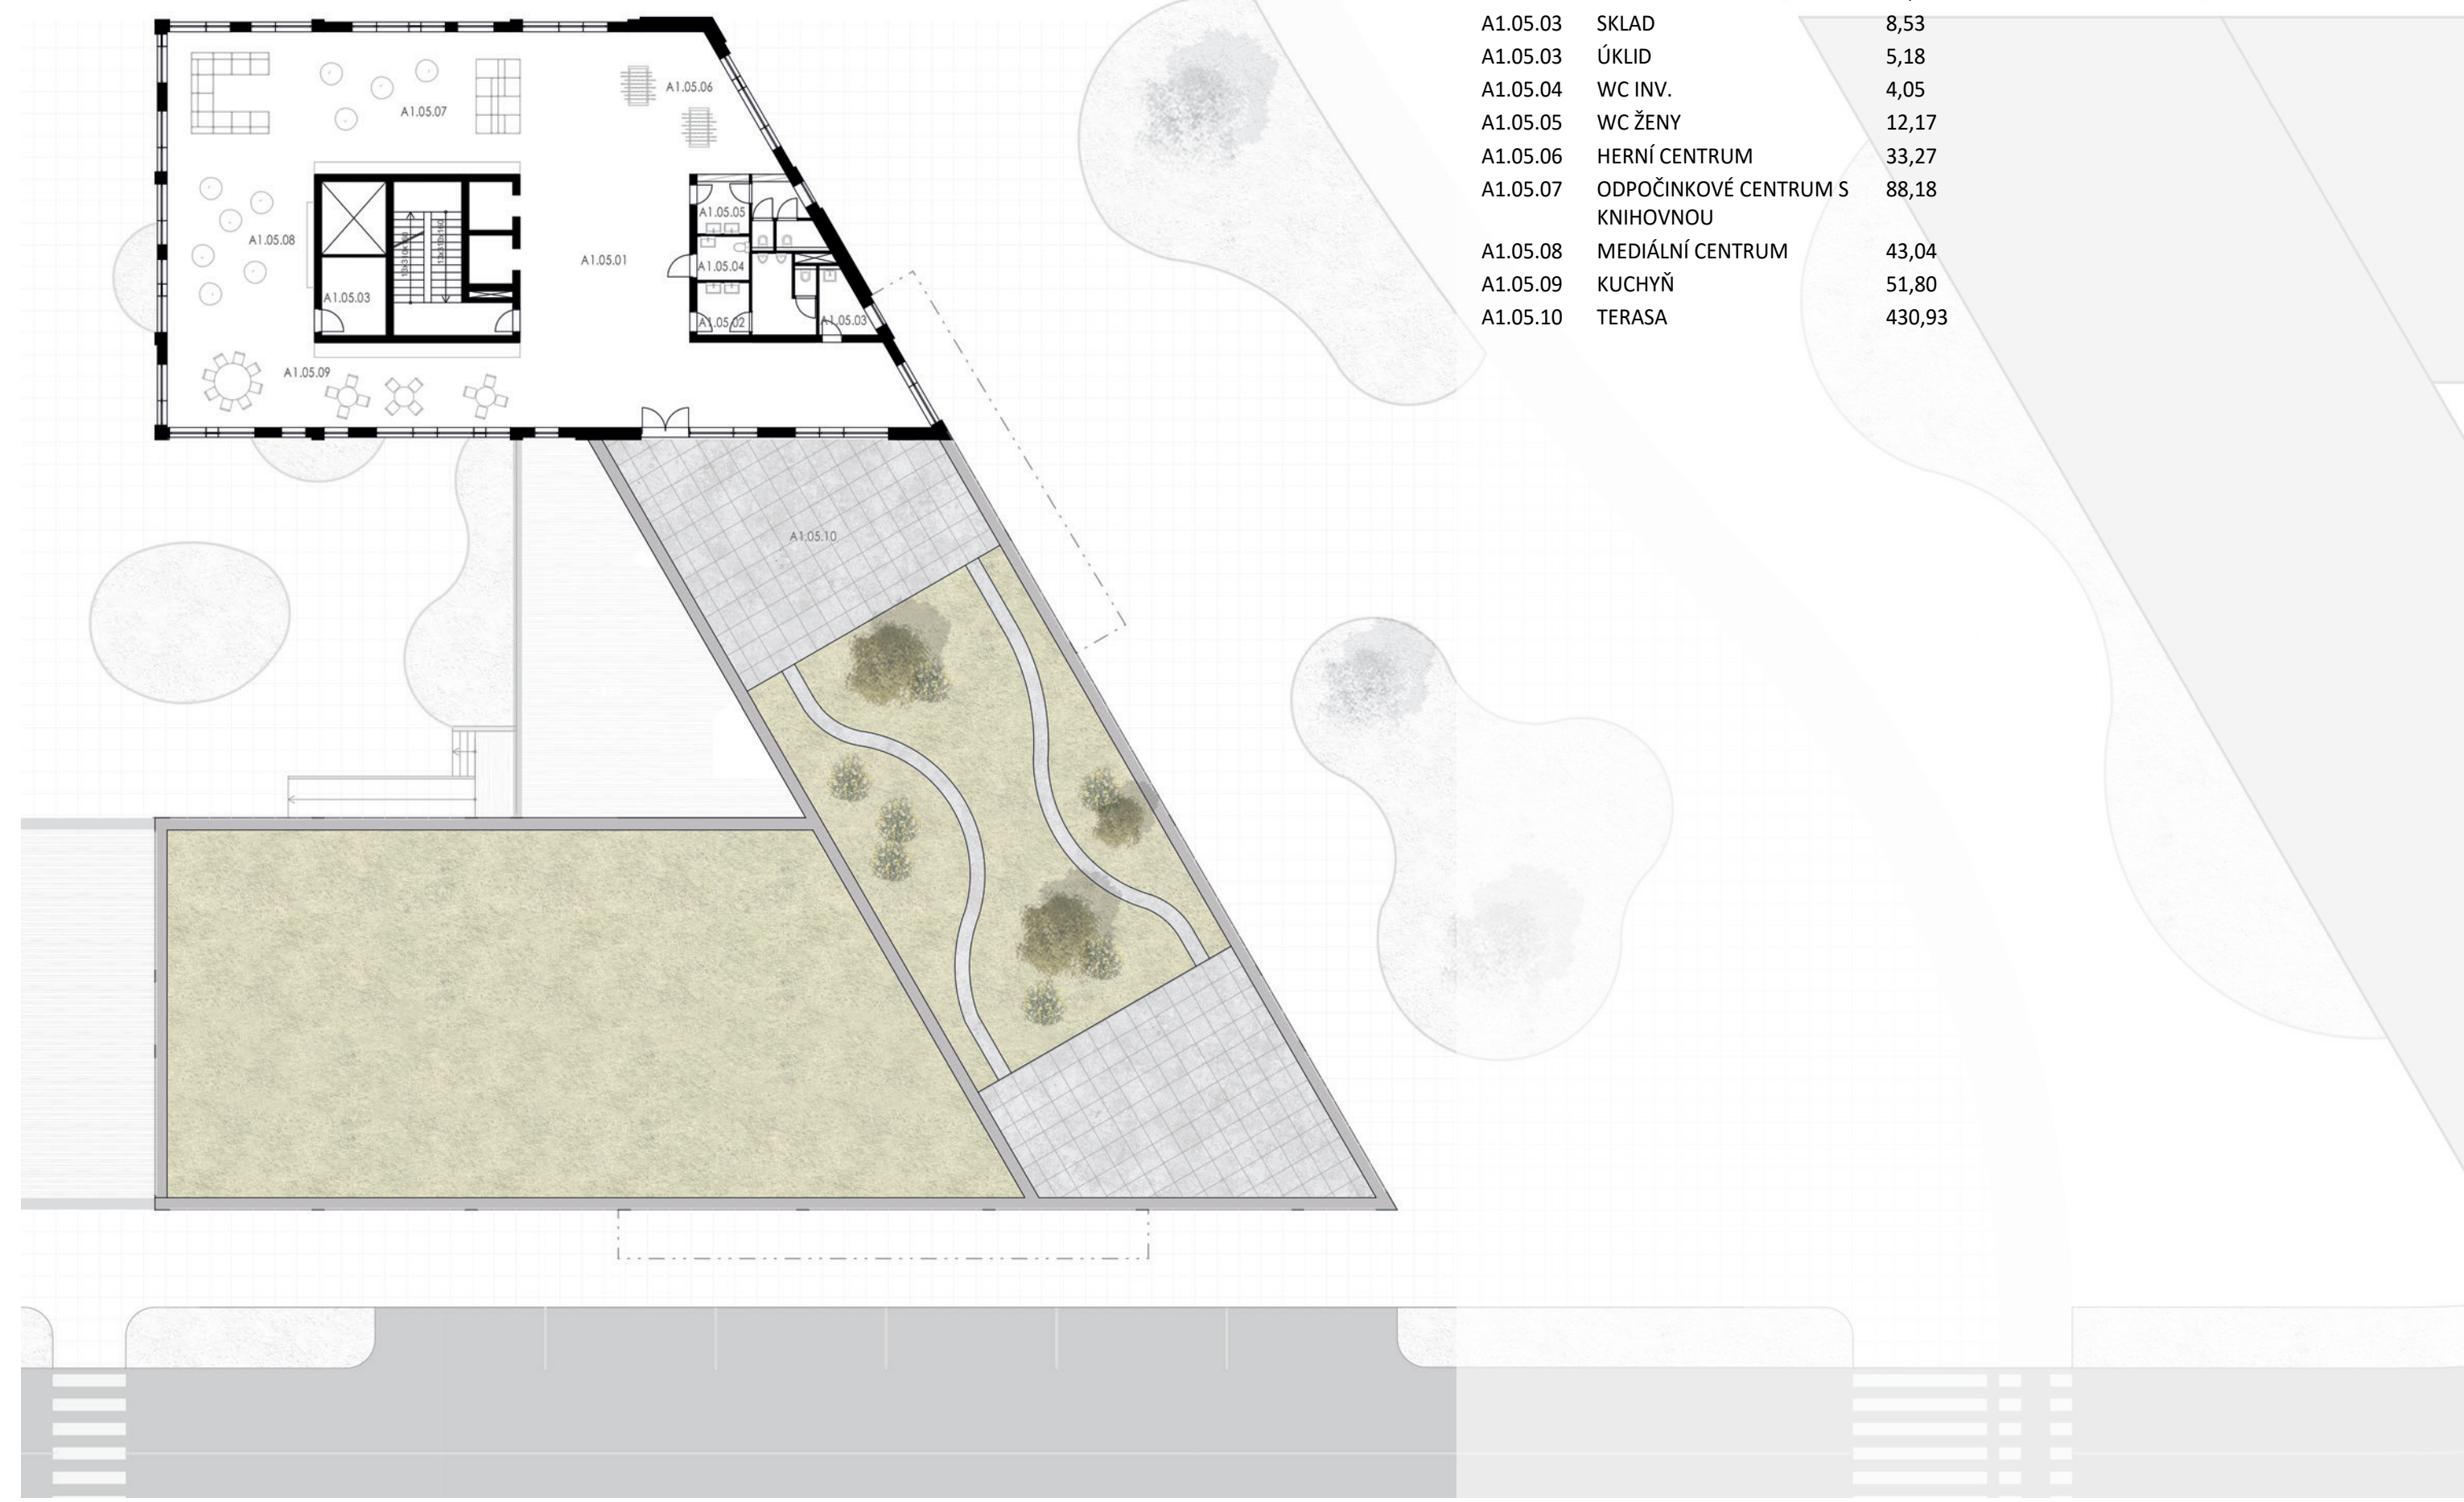 A1.05.03 SKLAD 8,53
A1.05.03 ÚKLID 5,18
A1.05.04 WC INV. 4,05
A1.05.05 WC ŽENY 12,17
A1.05.06 HERNÍ CENTRUM 33,27
A1.05.07 ODPOČINKOVÉ CENTRUM S 88,18
KNIHOVNOU
A1.05.08 MEDIÁLNÍ CENTRUM 43,04
A1.05.09 KUCHYŇ 51,80
A1.05.10 TERASA 430,93
A1.05.06
A1.05.07
A1.05.05
A1.05.08
A1.05.01
A1.05.04
A1.05.03
A1.05.02
A1.05.03
A1.05.09
A1.05.10